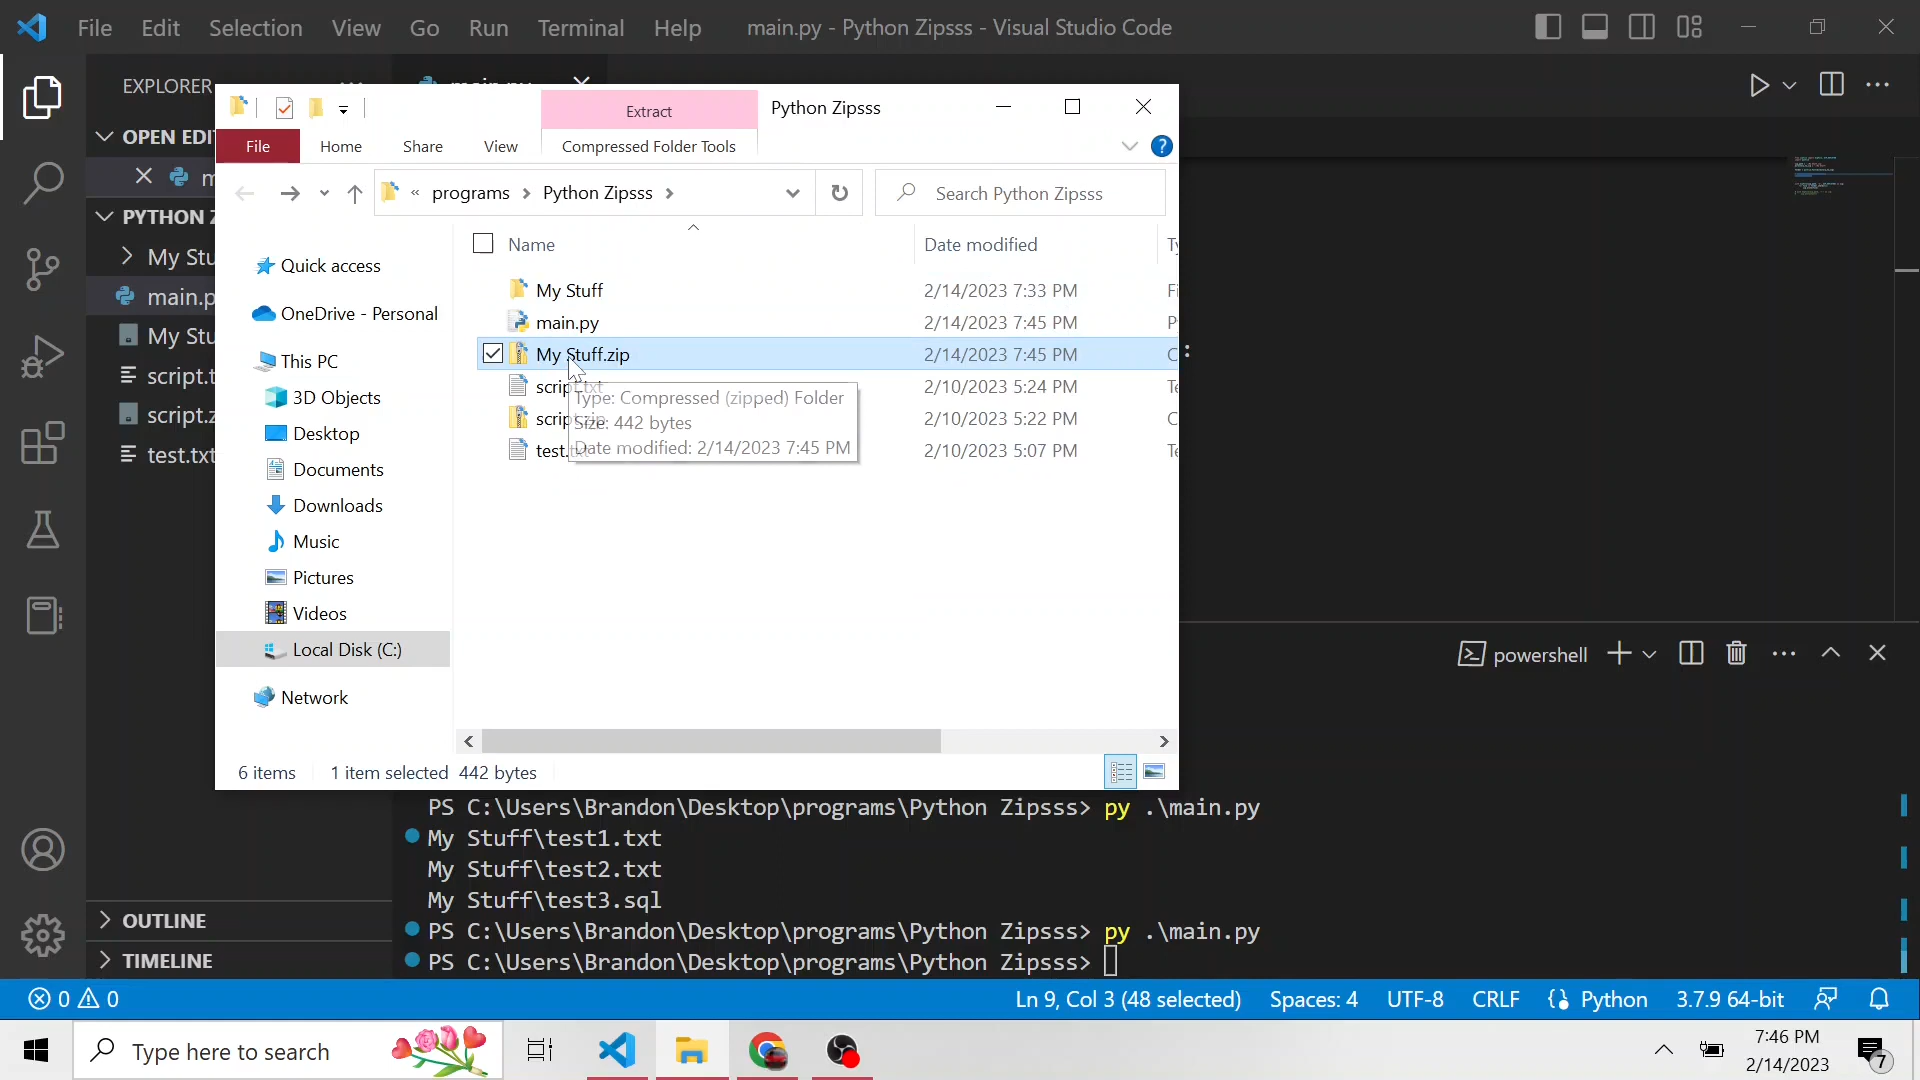 File Edit Selection View Go Run Terminal Help main.py - Python Zipsss - Visual Studio Code
EXPLORER
OPEN EDI
PYTHON Z
My Stu
main.p
My Stu
script.t
script.z
test.txt
OUTLINE
TIMELINE
Extract Python Zipsss
File Home Share View Compressed Folder Tools
« programs > Python Zipsss > Search Python Zipsss
Quick access
OneDrive - Personal
This PC
3D Objects
Desktop
Documents
Downloads
Music
Pictures
Videos
Local Disk (C:)
Network
Name Date modified
My Stuff 2/14/2023 7:33 PM
main.py 2/14/2023 7:45 PM
My Stuff.zip 2/14/2023 7:45 PM
script.txt 2/10/2023 5:24 PM
script.zip 2/10/2023 5:22 PM
test.txt 2/10/2023 5:07 PM
Type: Compressed (zipped) Folder
Size: 442 bytes
Date modified: 2/14/2023 7:45 PM
6 items 1 item selected 442 bytes
powershell
PS C:\Users\Brandon\Desktop\programs\Python Zipsss> py .\main.py
My Stuff\test1.txt
My Stuff\test2.txt
My Stuff\test3.sql
PS C:\Users\Brandon\Desktop\programs\Python Zipsss> py .\main.py
PS C:\Users\Brandon\Desktop\programs\Python Zipsss>
0 0 Ln 9, Col 3 (48 selected) Spaces: 4 UTF-8 CRLF Python 3.7.9 64-bit
Type here to search
7:46 PM
2/14/2023
7